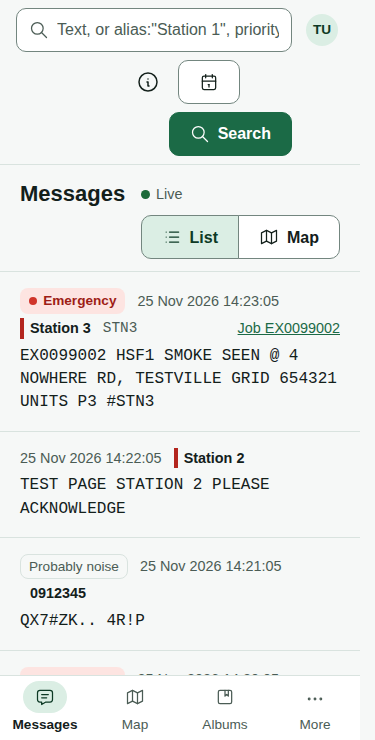 Text, or alias:"Station 1", priority
TU
Search
Messages Live
List Map
Emergency 25 Nov 2026 14:23:05
Station 3 STN3 Job EX0099002
EX0099002 HSF1 SMOKE SEEN @ 4
NOWHERE RD, TESTVILLE GRID 654321
UNITS P3 #STN3
25 Nov 2026 14:22:05 Station 2
TEST PAGE STATION 2 PLEASE
ACKNOWLEDGE
Probably noise 25 Nov 2026 14:21:05
0912345
QX7#ZK.. 4R!P
Messages Map Albums More